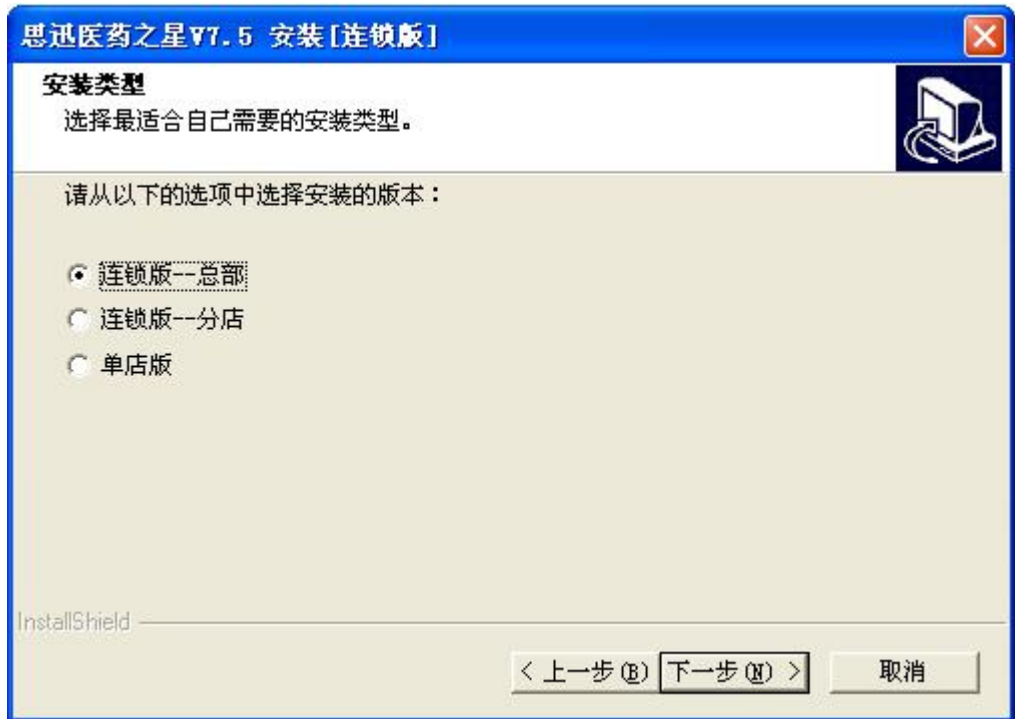 思迅医药之星V7.5 安装[连锁版]
安装类型
选择最适合自己需要的安装类型。
请从以下的选项中选择安装的版本：
连锁版--总部
连锁版--分店
单店版
InstallShield
< 上一步(B) 下一步(N) > 取消